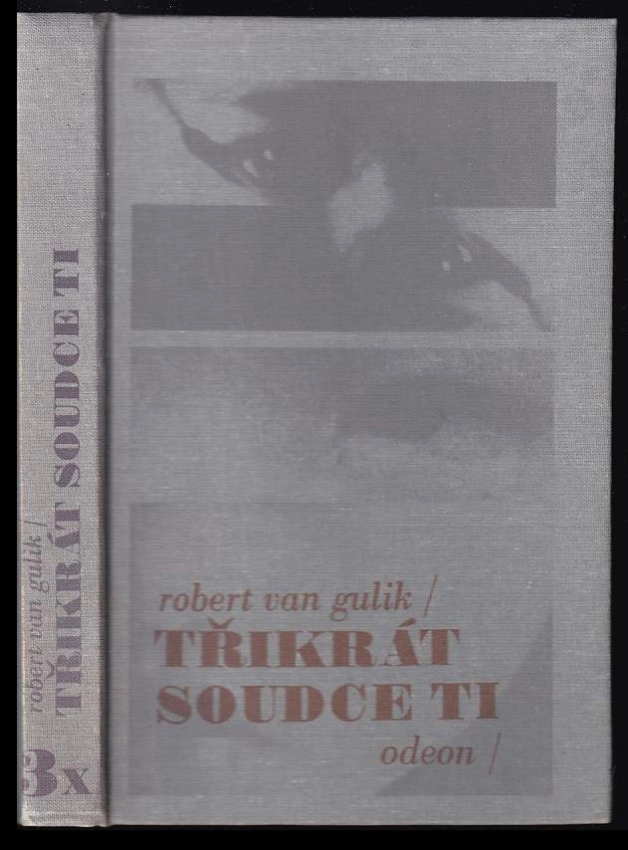 robert van gulik /
TŘIKRÁT SOUDCE TI
3x
robert van gulik /
TŘIKRÁT
SOUDCE TI
odeon /